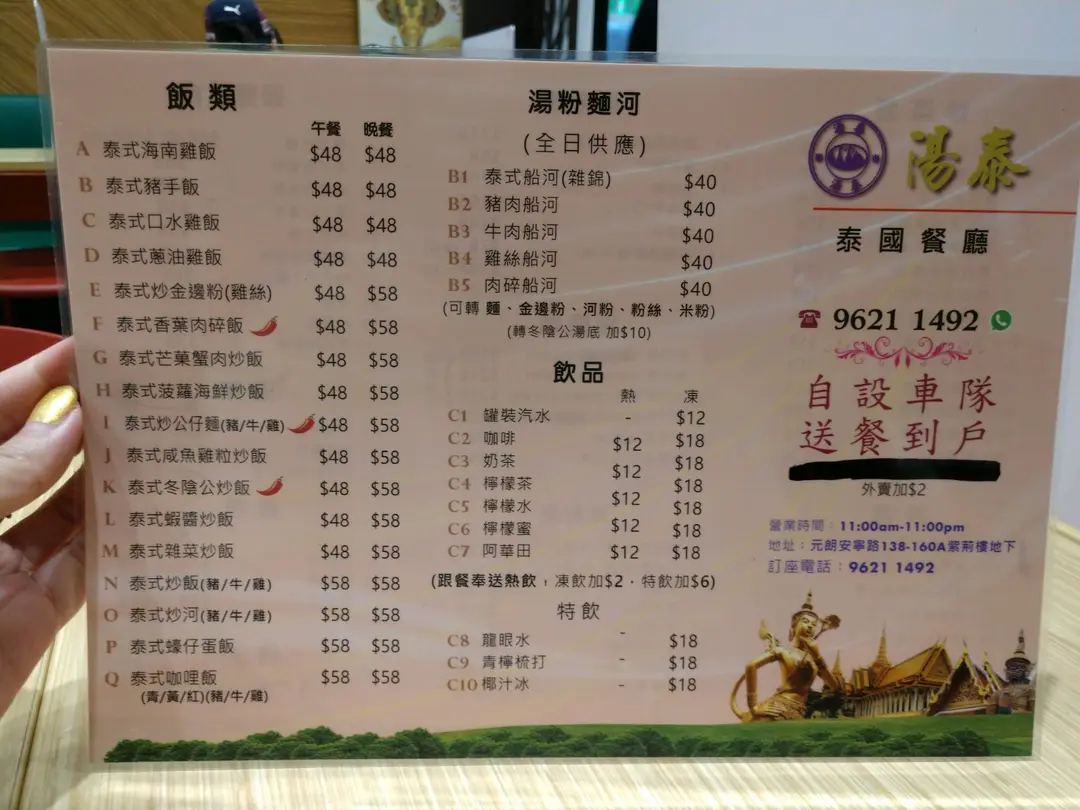 飯類
午餐 晚餐
A 泰式海南雞飯 $48 $48
B 泰式豬手飯 $48 $48
C 泰式口水雞飯 $48 $48
D 泰式蔥油雞飯 $48 $48
E 泰式炒金邊粉(雞絲) $48 $58
F 泰式香葉肉碎飯 $48 $58
G 泰式芒菓蟹肉炒飯 $48 $58
H 泰式菠蘿海鮮炒飯 $48 $58
I 泰式炒公仔麵(豬/牛/雞) $48 $58
J 泰式咸魚雞粒炒飯 $48 $58
K 泰式冬陰公炒飯 $48 $58
L 泰式蝦醬炒飯 $48 $58
M 泰式雜菜炒飯 $48 $58
N 泰式炒飯(豬/牛/雞) $58 $58
O 泰式炒河(豬/牛/雞) $58 $58
P 泰式蠔仔蛋飯 $58 $58
Q 泰式咖哩飯 $58 $58
(青/黃/紅)(豬/牛/雞)
湯粉麵河
(全日供應)
B1 泰式船河(雜錦) $40
B2 豬肉船河 $40
B3 牛肉船河 $40
B4 雞絲船河 $40
B5 肉碎船河 $40
(可轉 麵、金邊粉、河粉、粉絲、米粉)
(轉冬陰公湯底 加$10)
飲品
熱 凍
C1 罐裝汽水 - $12
C2 咖啡 $12 $18
C3 奶茶 $12 $18
C4 檸檬茶 $12 $18
C5 檸檬水 $12 $18
C6 檸檬蜜 $12 $18
C7 阿華田 $12 $18
(跟餐奉送熱飲，凍飲加$2．特飲加$6)
特飲
C8 龍眼水 - $18
C9 青檸梳打 - $18
C10 椰汁冰 - $18
湯泰
泰國餐廳
9621 1492
自設車隊
送餐到戶
外賣加$2
營業時間：11:00am-11:00pm
地址：元朗安寧路138-160A紫荊樓地下
訂座電話：9621 1492